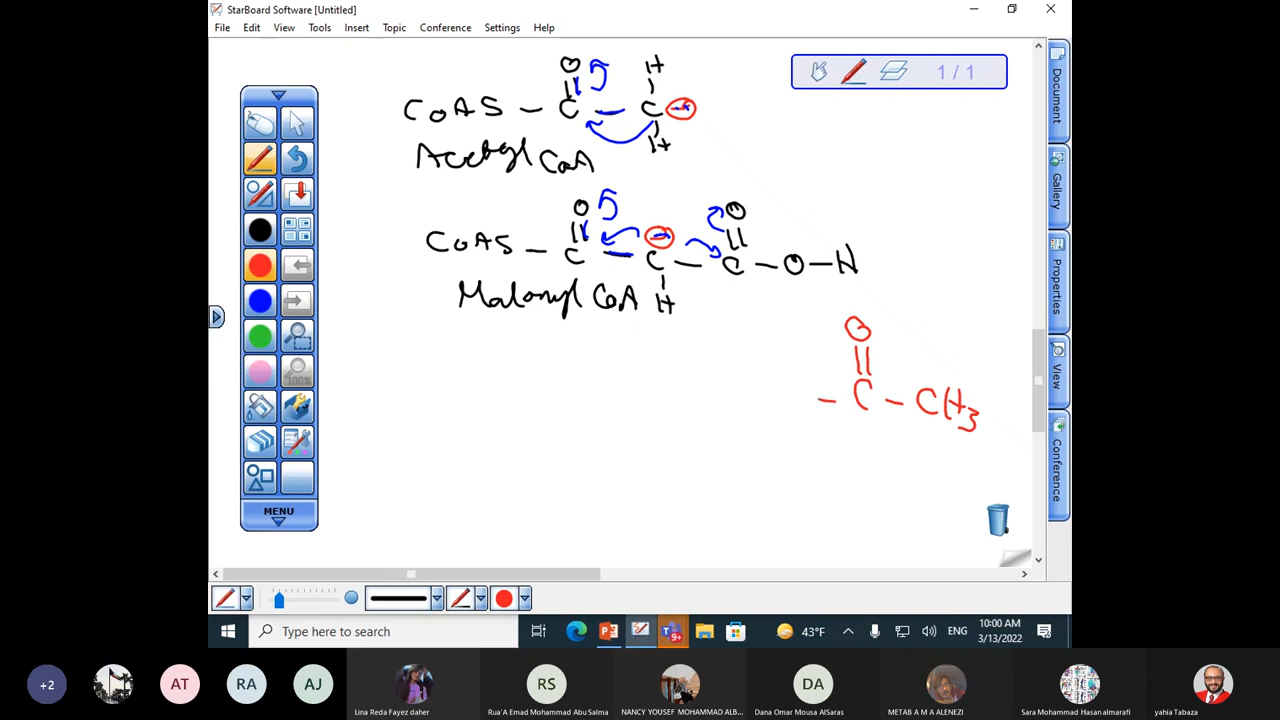 StarBoard Software [Untitled]
File Edit View Tools Insert Topic Conference Settings Help
1 / 1
O H
CoAS - C - C -
H
Acetyl CoA
O O
CoAS - C - C - C - O - H
Malonyl CoA H
O
- C - CH3
MENU
100%
Document
Gallery
Properties
View
Conference
Type here to search
9+
43°F
ENG
10:00 AM
3/13/2022
+2
AT
RA
AJ
RS
DA
Lina Reda Fayez daher
Rua'A Emad Mohammad Abu Salma
NANCY YOUSEF MOHAMMAD ALB...
Dana Omar Mousa AlSaras
METAB A M A ALENEZI
Sara Mohammad Hasan almarafi
yahia Tabaza